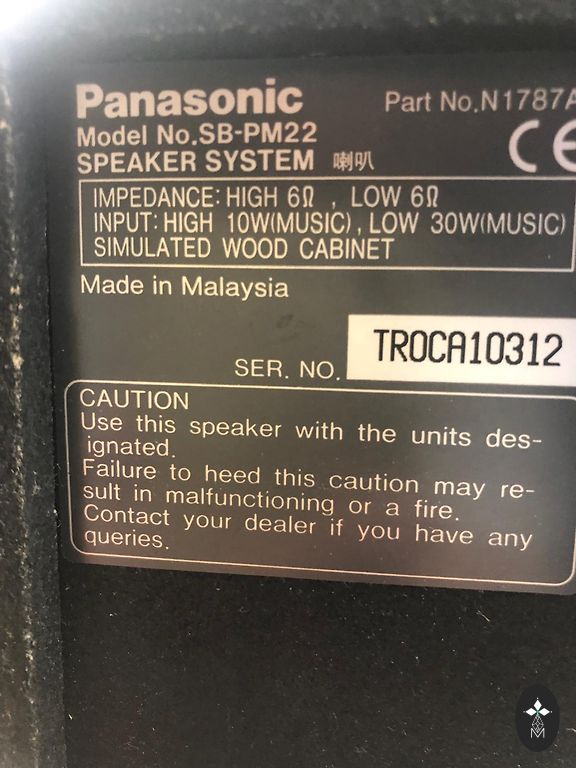 Panasonic
Part No.N1787A
Model No.SB-PM22
CE
SPEAKER SYSTEM 喇叭
IMPEDANCE: HIGH 6Ω , LOW 6Ω
INPUT: HIGH 10W(MUSIC), LOW 30W(MUSIC)
SIMULATED WOOD CABINET
Made in Malaysia
SER. NO. TR0CA10312
CAUTION
Use this speaker with the units des-
ignated.
Failure to heed this caution may re-
sult in malfunctioning or a fire.
Contact your dealer if you have any
queries.
M